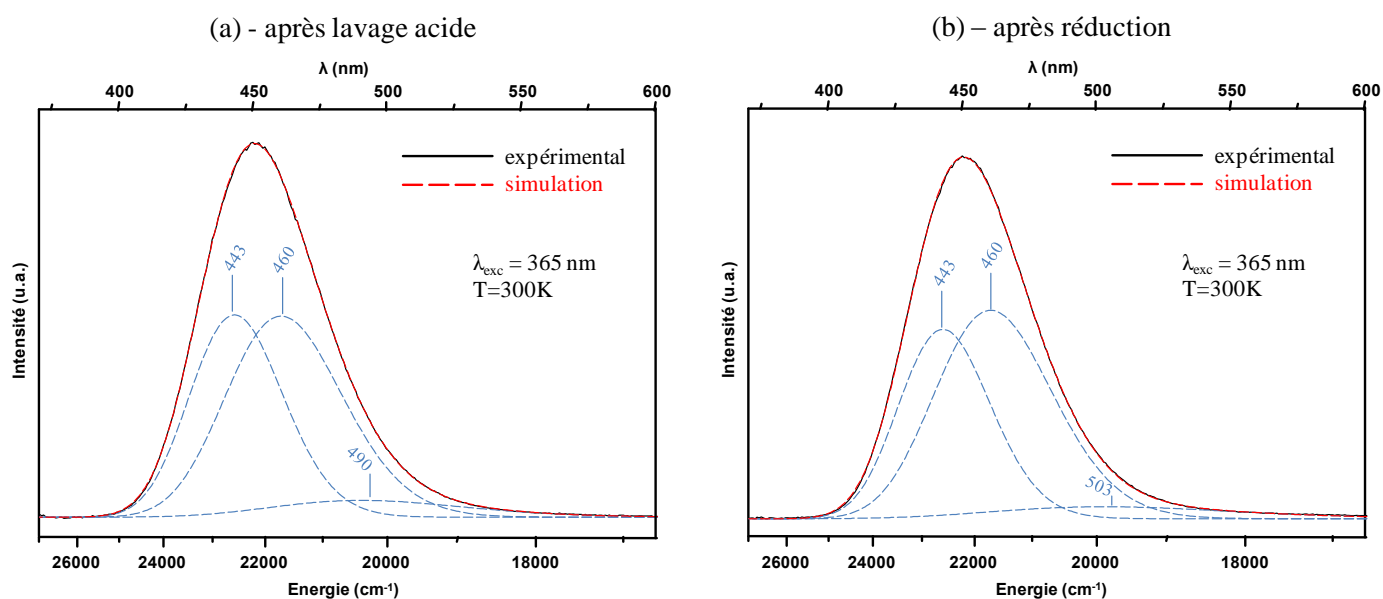 (a) - après lavage acide
λ (nm)
400 450 500 550 600
expérimental
simulation
443
460
λexc = 365 nm
T=300K
490
Intensité (u.a.)
26000 24000 22000 20000 18000
Energie (cm-1)
(b) – après réduction
λ (nm)
400 450 500 550 600
expérimental
simulation
443
460
λexc = 365 nm
T=300K
503
Intensité (u.a.)
26000 24000 22000 20000 18000
Energie (cm-1)